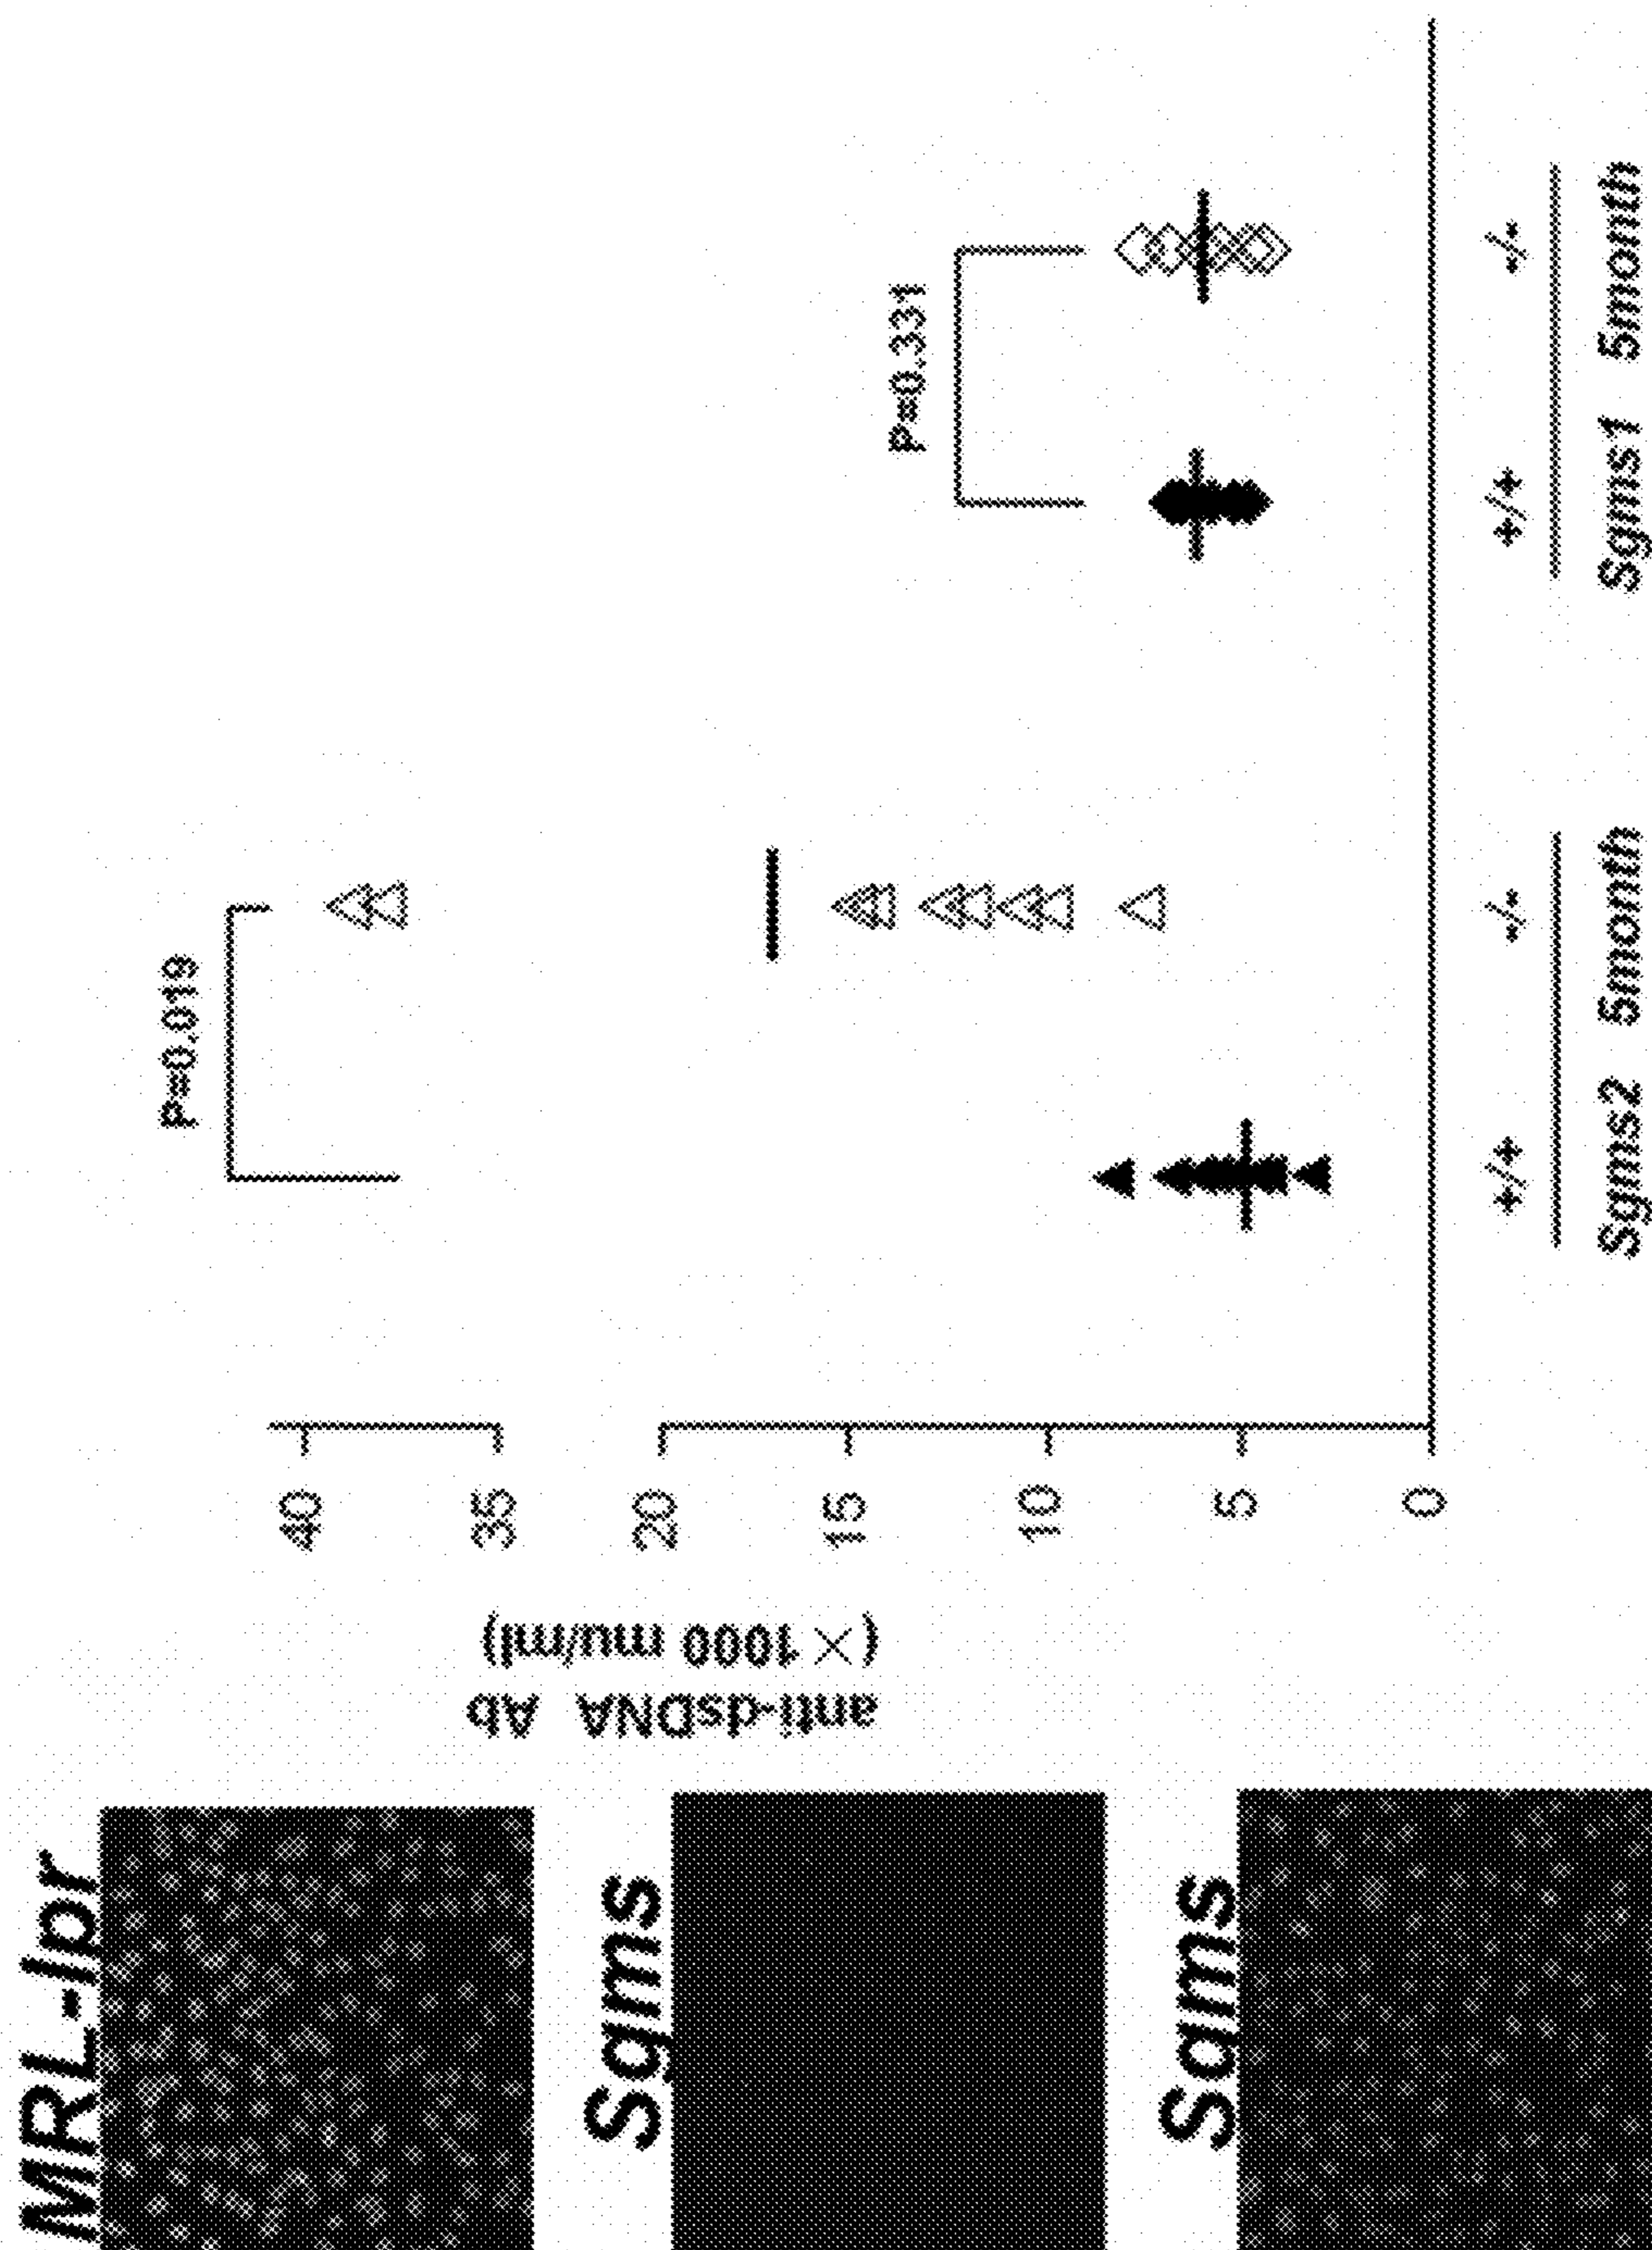 MRL-lpr
Sgms
Sgms
anti-dsDNA Ab
(×1000 mu/ml)
40
35
20
15
10
5
0
P=0.019
P=0.331
+/+ -/- +/+ -/-
Sgms2 5month Sgms1 5month